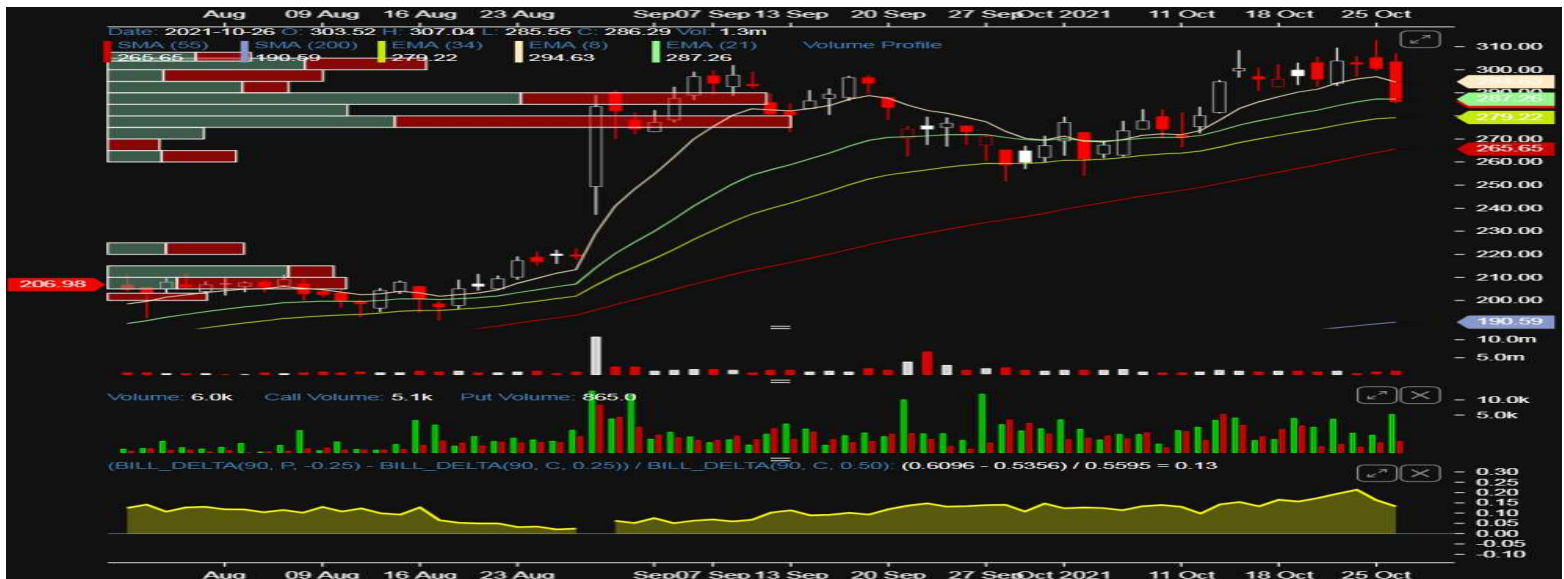 Aug 09 Aug 16 Aug 23 Aug Sep 07 Sep 13 Sep 20 Sep 27 Sep Oct 2021 11 Oct 18 Oct 25 Oct
Date: 2021-10-26 O: 303.52 H: 307.04 L: 285.55 C: 286.29 Vol: 1.3m
SMA (55) SMA (200) EMA (34) EMA (8) EMA (21) Volume Profile
265.65 190.59 279.22 294.63 287.26
310.00
300.00
294.63
287.26
279.22
270.00
265.65
260.00
250.00
240.00
230.00
220.00
210.00
206.98
200.00
190.59
10.0m
5.0m
Volume: 6.0k Call Volume: 5.1k Put Volume: 865.0
10.0k
5.0k
(BILL_DELTA(90, P, -0.25) - BILL_DELTA(90, C, 0.25)) / BILL_DELTA(90, C, 0.50): (0.6096 - 0.5356) / 0.5595 = 0.13
0.30
0.25
0.20
0.15
0.10
0.05
0.00
-0.05
-0.10
Aug 09 Aug 16 Aug 23 Aug Sep 07 Sep 13 Sep 20 Sep 27 Sep Oct 2021 11 Oct 18 Oct 25 Oct